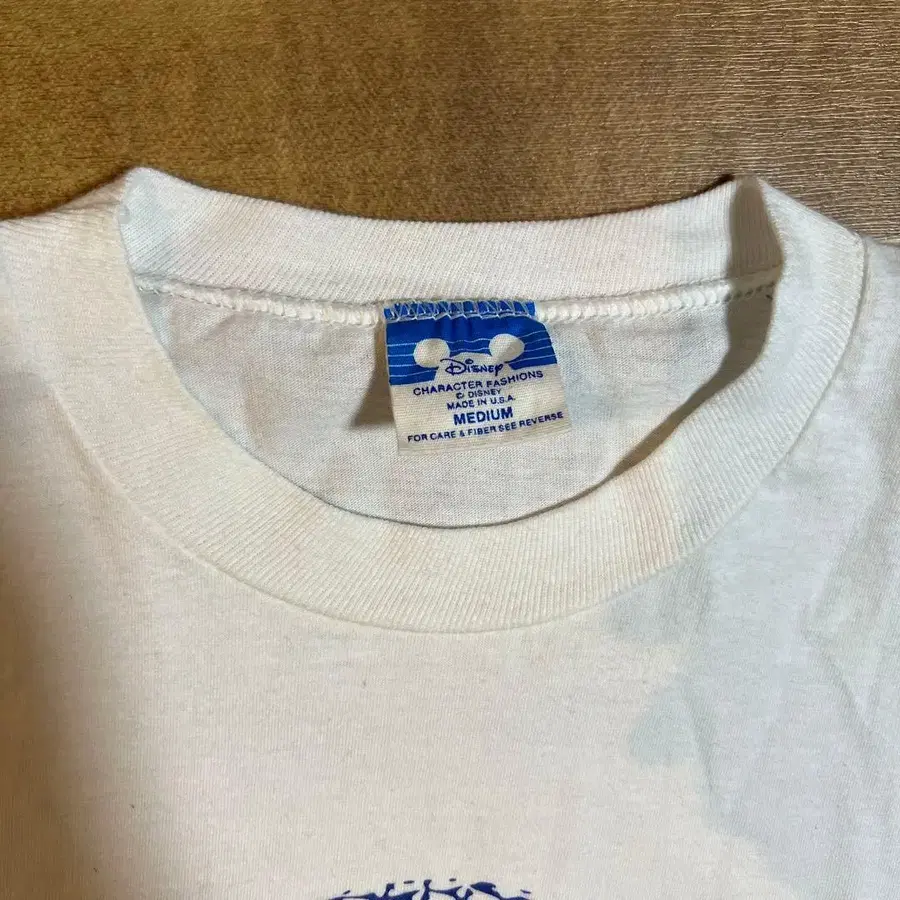 Disney
CHARACTER FASHIONS
© DISNEY
MADE IN U.S.A.
MEDIUM
FOR CARE & FIBER SEE REVERSE